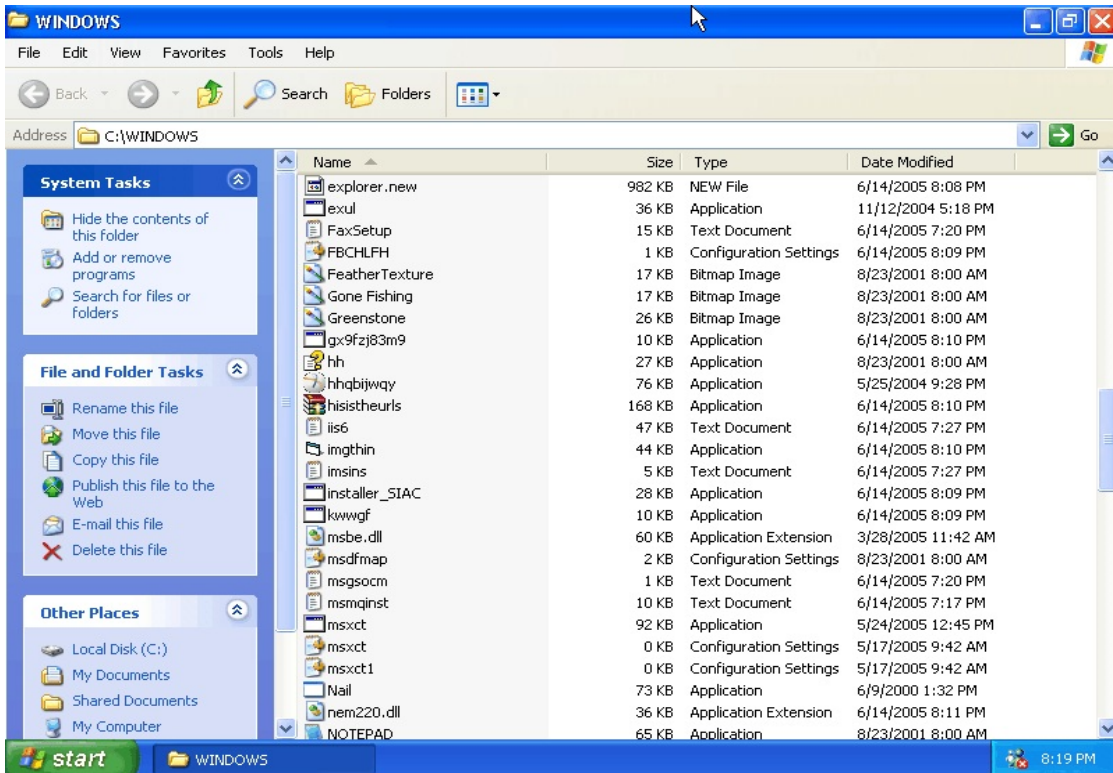 WINDOWS
File Edit View Favorites Tools Help
Back Search Folders
Address C:\WINDOWS Go
System Tasks
Hide the contents of
this folder
Add or remove
programs
Search for files or
folders
File and Folder Tasks
Rename this file
Move this file
Copy this file
Publish this file to the
Web
E-mail this file
Delete this file
Other Places
Local Disk (C:)
My Documents
Shared Documents
My Computer
Name Size Type Date Modified
explorer.new 982 KB NEW File 6/14/2005 8:08 PM
exul 36 KB Application 11/12/2004 5:18 PM
FaxSetup 15 KB Text Document 6/14/2005 7:20 PM
FBCHLFH 1 KB Configuration Settings 6/14/2005 8:09 PM
FeatherTexture 17 KB Bitmap Image 8/23/2001 8:00 AM
Gone Fishing 17 KB Bitmap Image 8/23/2001 8:00 AM
Greenstone 26 KB Bitmap Image 8/23/2001 8:00 AM
gx9fzj83m9 10 KB Application 6/14/2005 8:10 PM
hh 27 KB Application 8/23/2001 8:00 AM
hhqbijwqy 76 KB Application 5/25/2004 9:28 PM
hisistheurls 168 KB Application 6/14/2005 8:10 PM
iis6 47 KB Text Document 6/14/2005 7:27 PM
imgthin 44 KB Application 6/14/2005 8:10 PM
imsins 5 KB Text Document 6/14/2005 7:27 PM
installer_SIAC 28 KB Application 6/14/2005 8:09 PM
kwwgf 10 KB Application 6/14/2005 8:09 PM
msbe.dll 60 KB Application Extension 3/28/2005 11:42 AM
msdfmap 2 KB Configuration Settings 8/23/2001 8:00 AM
msgsocm 1 KB Text Document 6/14/2005 7:20 PM
msmqinst 10 KB Text Document 6/14/2005 7:17 PM
msxct 92 KB Application 5/24/2005 12:45 PM
msxct 0 KB Configuration Settings 5/17/2005 9:42 AM
msxct1 0 KB Configuration Settings 5/17/2005 9:42 AM
Nail 73 KB Application 6/9/2000 1:32 PM
nem220.dll 36 KB Application Extension 6/14/2005 8:11 PM
NOTEPAD 65 KB Application 8/23/2001 8:00 AM
start WINDOWS 8:19 PM